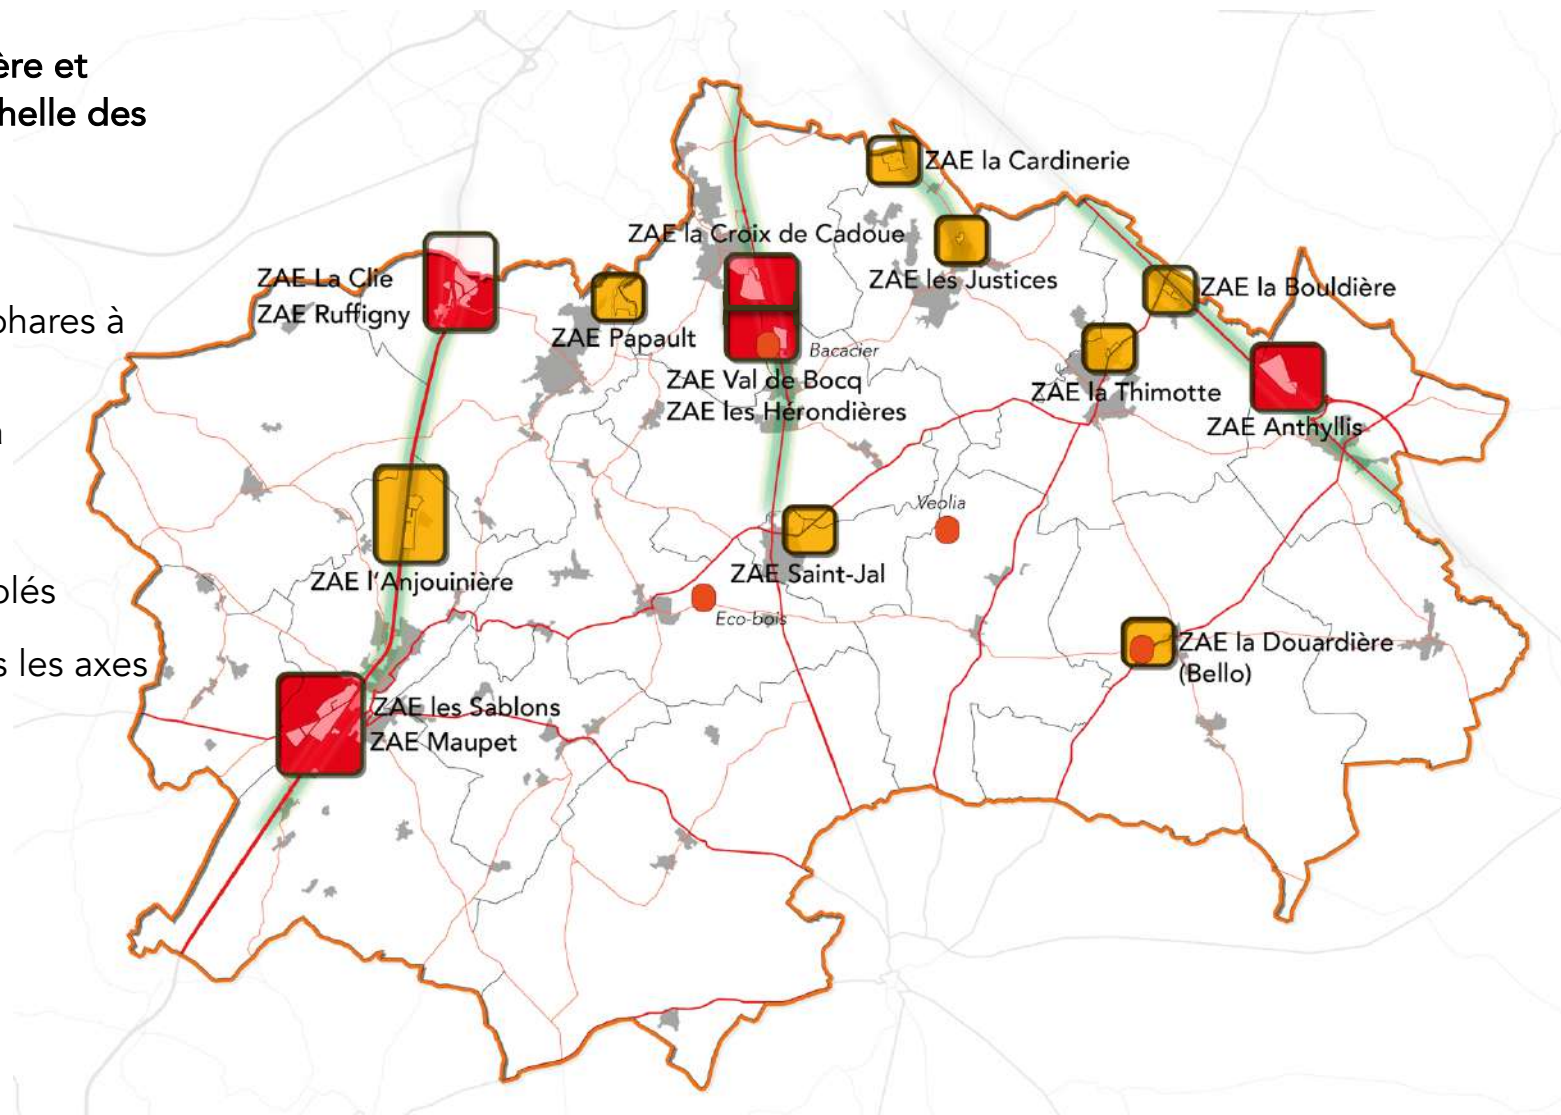 ère et
helle des
phares à
olés
s les axes
ZAE la Cardinerie
ZAE la Croix de Cadoue
ZAE les Justices
ZAE La Clie
ZAE Ruffigny
ZAE la Bouldière
ZAE Papault
Bacacier
ZAE Val de Bocq
ZAE les Hérondières
ZAE la Thimotte
ZAE Anthyllis
Veolia
ZAE l'Anjouinière
ZAE Saint-Jal
Eco-bois
ZAE la Douardière
(Bello)
ZAE les Sablons
ZAE Maupet